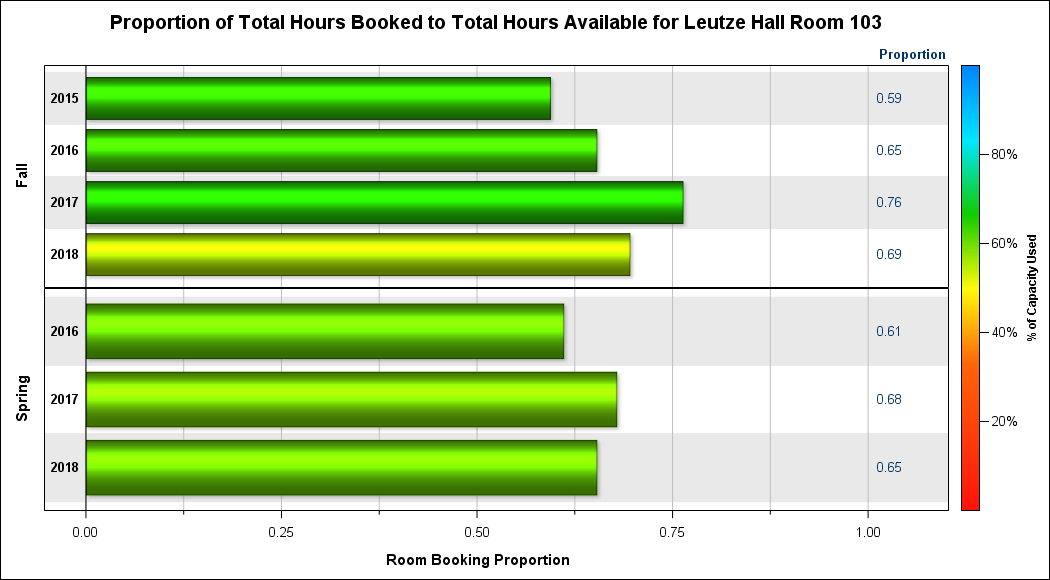 Proportion of Total Hours Booked to Total Hours Available for Leutze Hall Room 103
Proportion
Fall
2015 0.59
2016 0.65
2017 0.76
2018 0.69
Spring
2016 0.61
2017 0.68
2018 0.65
0.00 0.25 0.50 0.75 1.00
Room Booking Proportion
80%
60%
40%
20%
% of Capacity Used